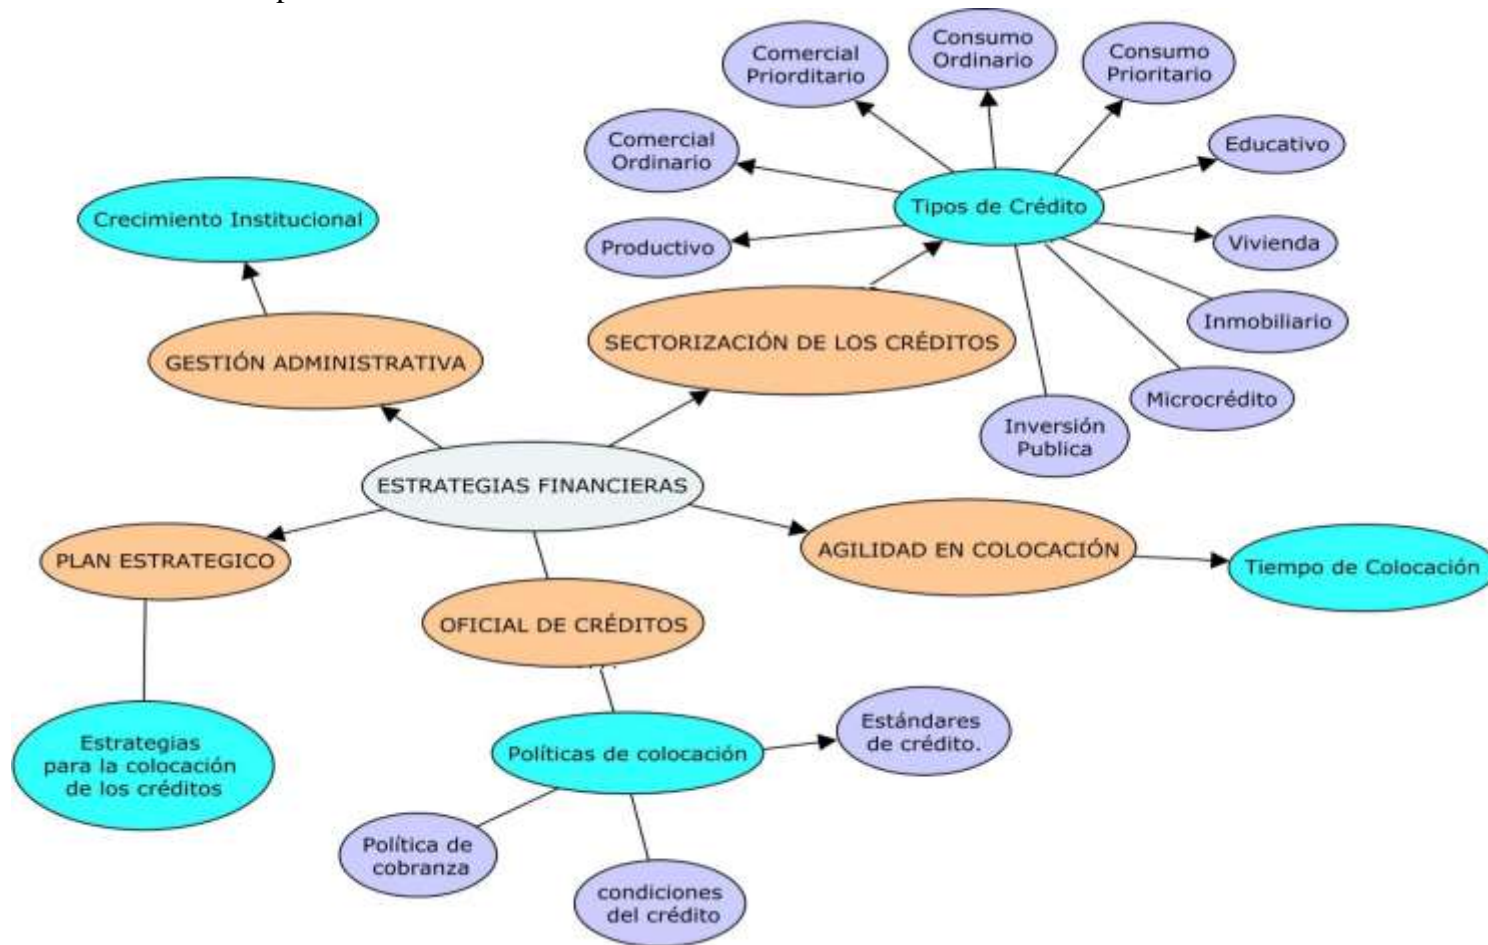 Comercial
Priorditario
Consumo
Ordinario
Consumo
Prioritario
Comercial
Ordinario
Educativo
Tipos de Crédito
Crecimiento Institucional
Productivo
Vivienda
Inmobiliario
SECTORIZACIÓN DE LOS CRÉDITOS
GESTIÓN ADMINISTRATIVA
Microcrédito
Inversión
Publica
ESTRATEGIAS FINANCIERAS
AGILIDAD EN COLOCACIÓN
Tiempo de Colocación
PLAN ESTRATEGICO
OFICIAL DE CRÉDITOS
Estándares
de crédito.
Políticas de colocación
Estrategias
para la colocación
de los créditos
Política de
cobranza
condiciones
del crédito